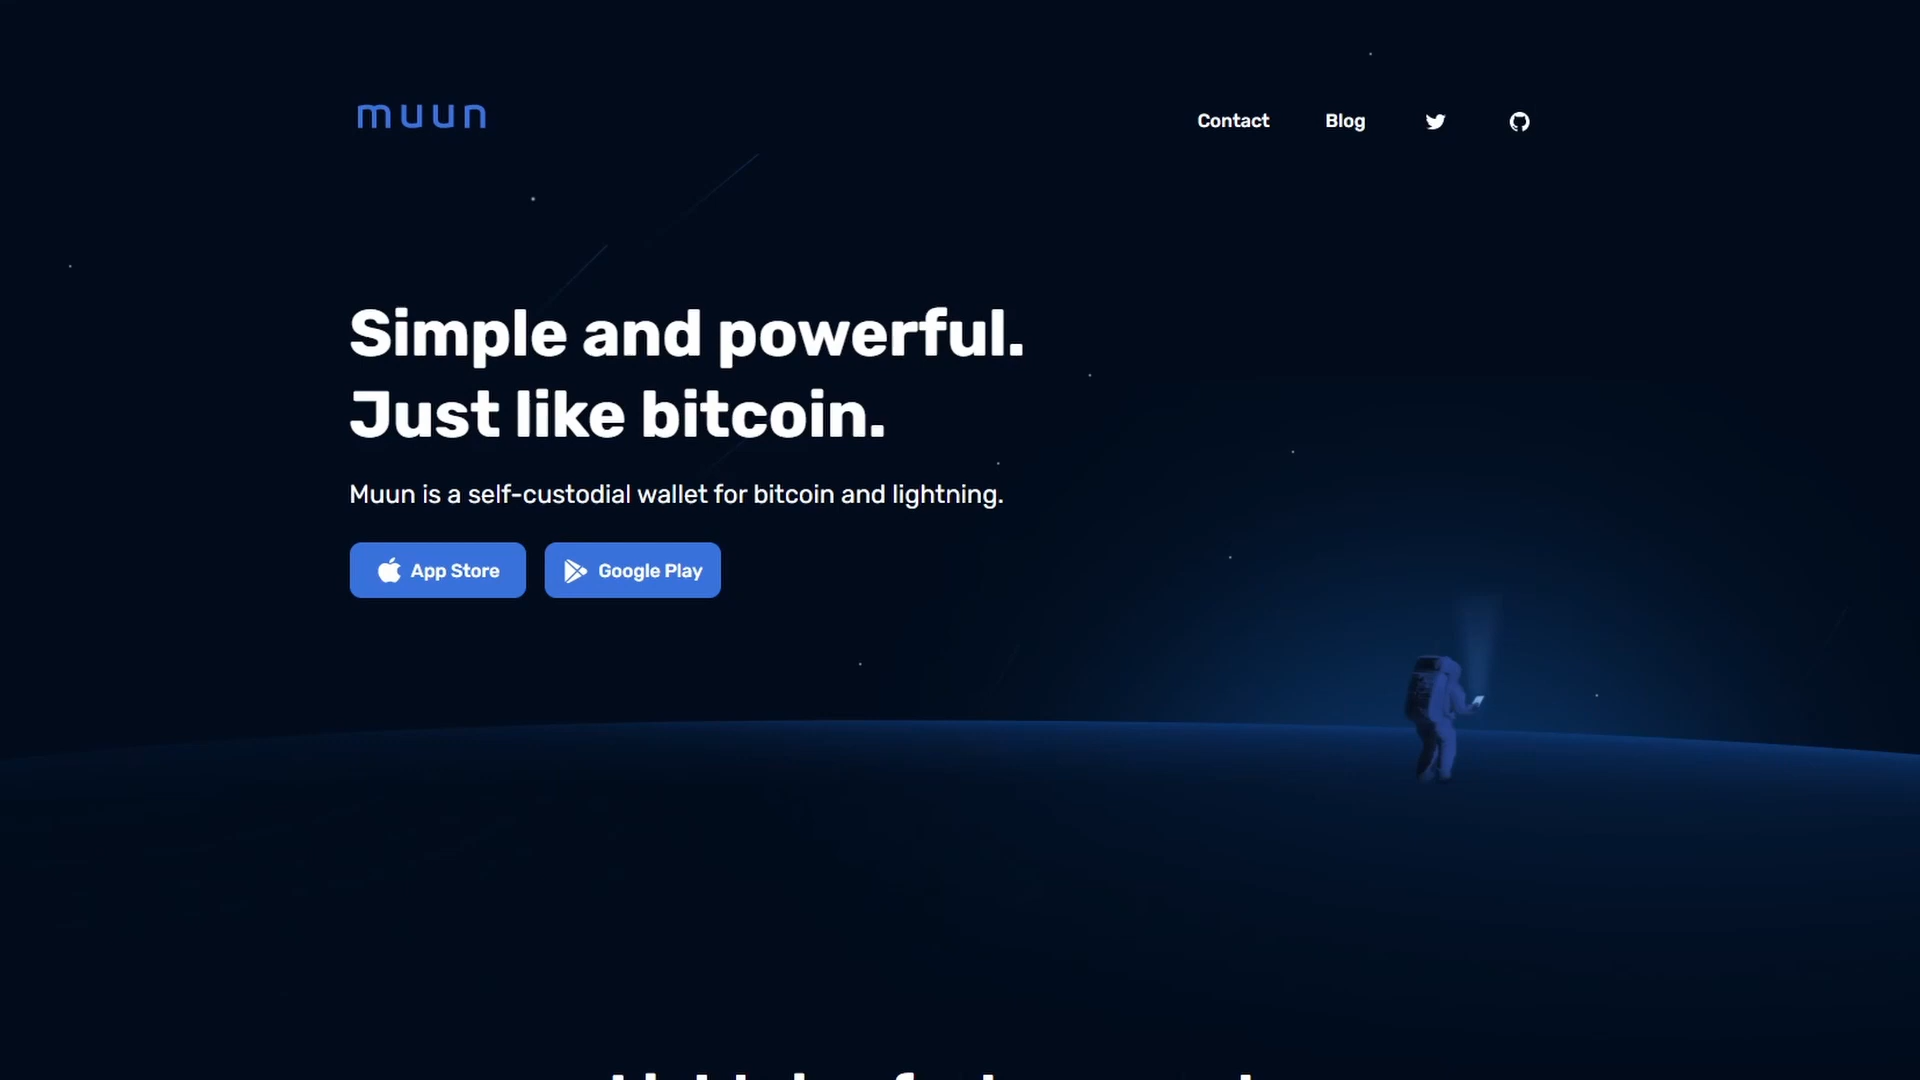 muun
Contact
Blog
Simple and powerful.
Just like bitcoin.
Muun is a self-custodial wallet for bitcoin and lightning.
App Store
Google Play